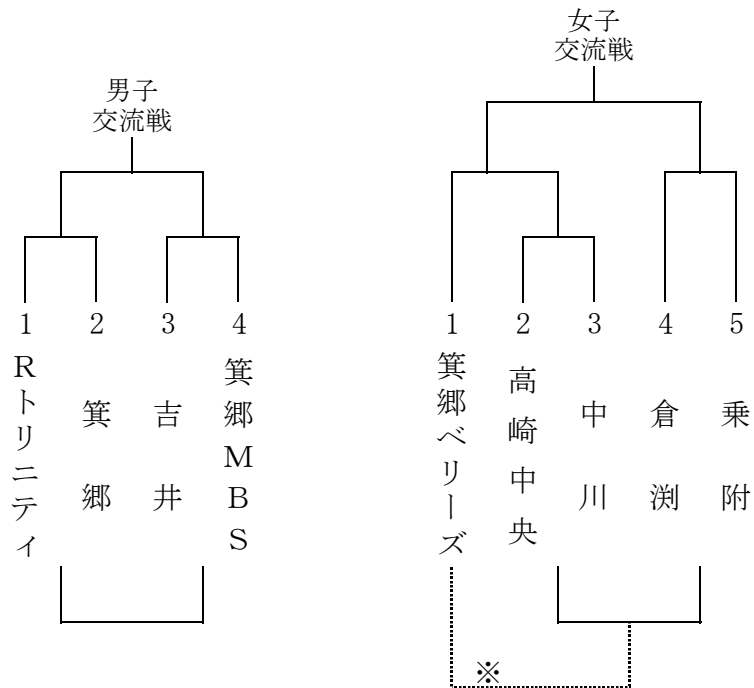 男子
交流戦
1
2
3
4
Rトリニティ
箕郷
吉井
箕郷MBS
女子
交流戦
1
2
3
4
5
箕郷ベリーズ
高崎中央
中川
倉渕
乗附
※